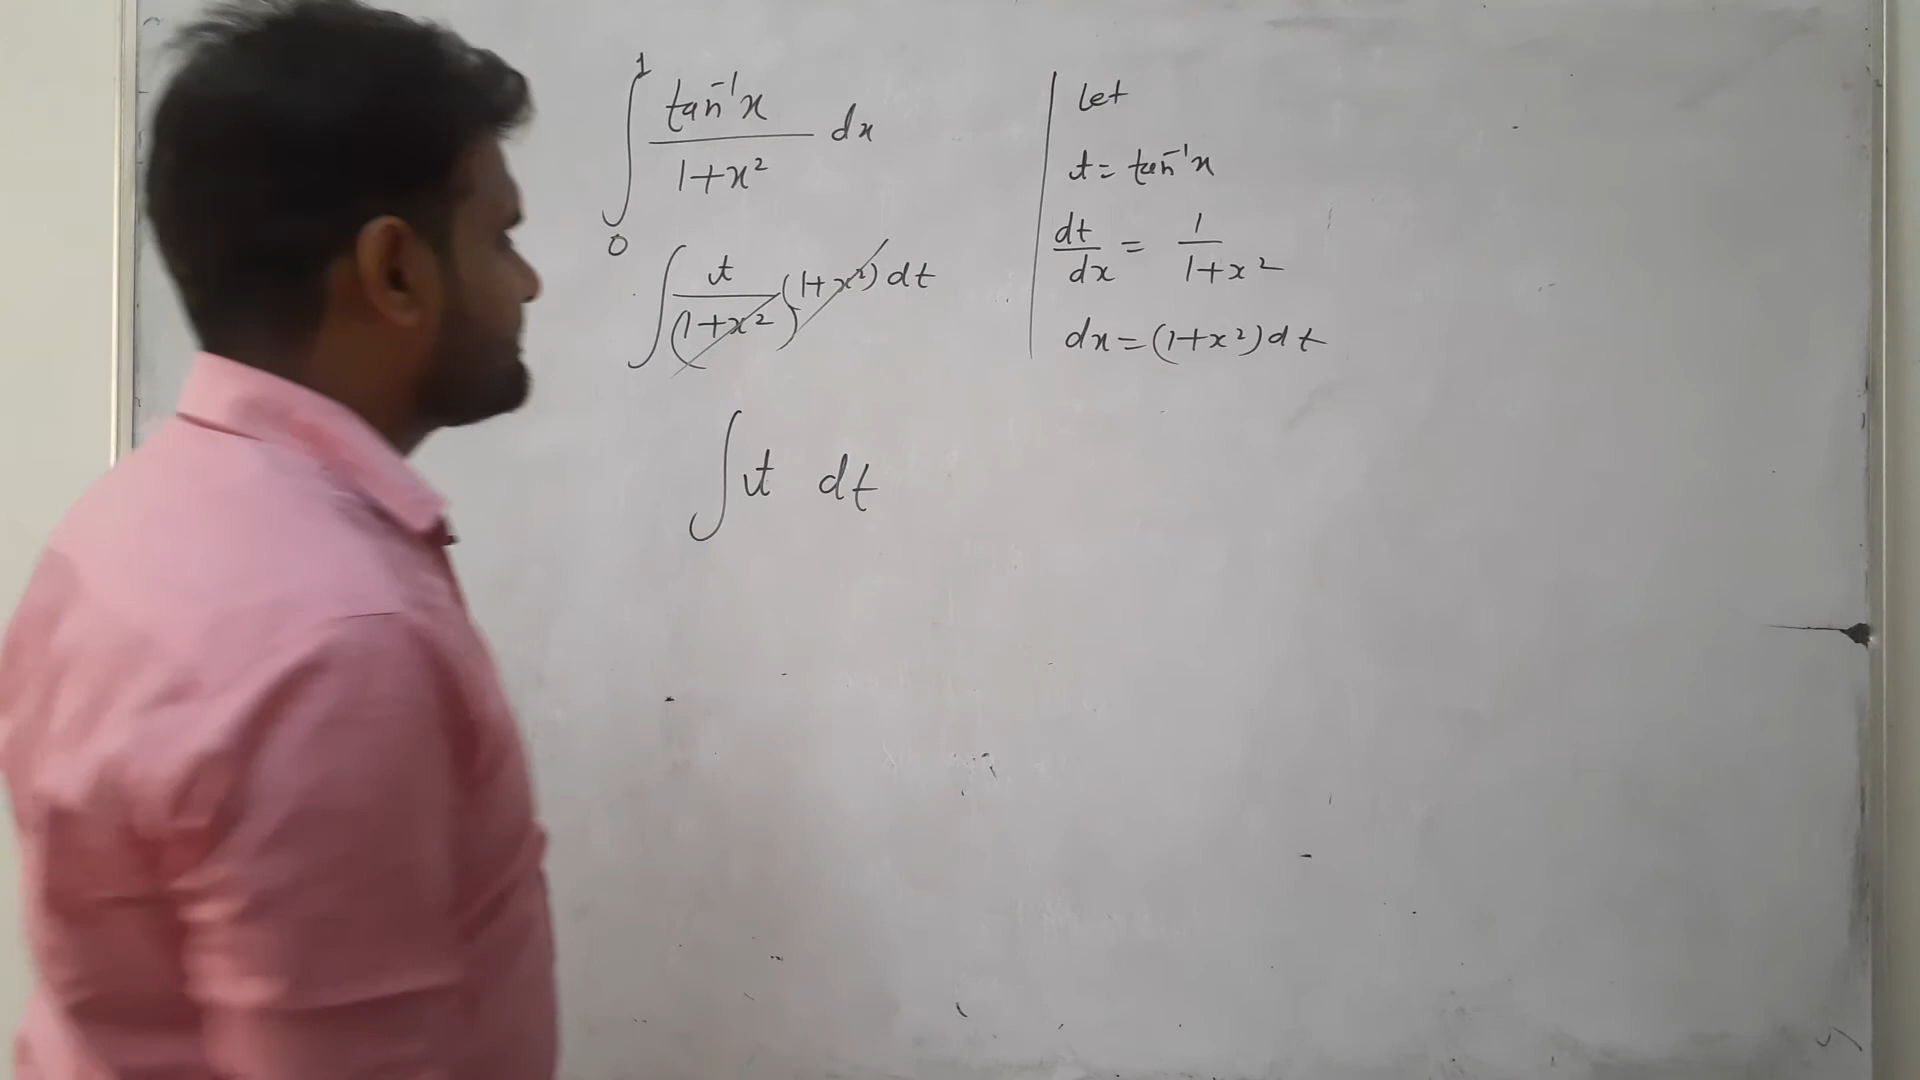 ∫₀¹ tan⁻¹x / 1+x² dx
∫ t / (1+x²) (1+x²) dt
∫ t dt
Let
t = tan⁻¹x
dt/dx = 1 / 1+x²
dx = (1+x²) dt